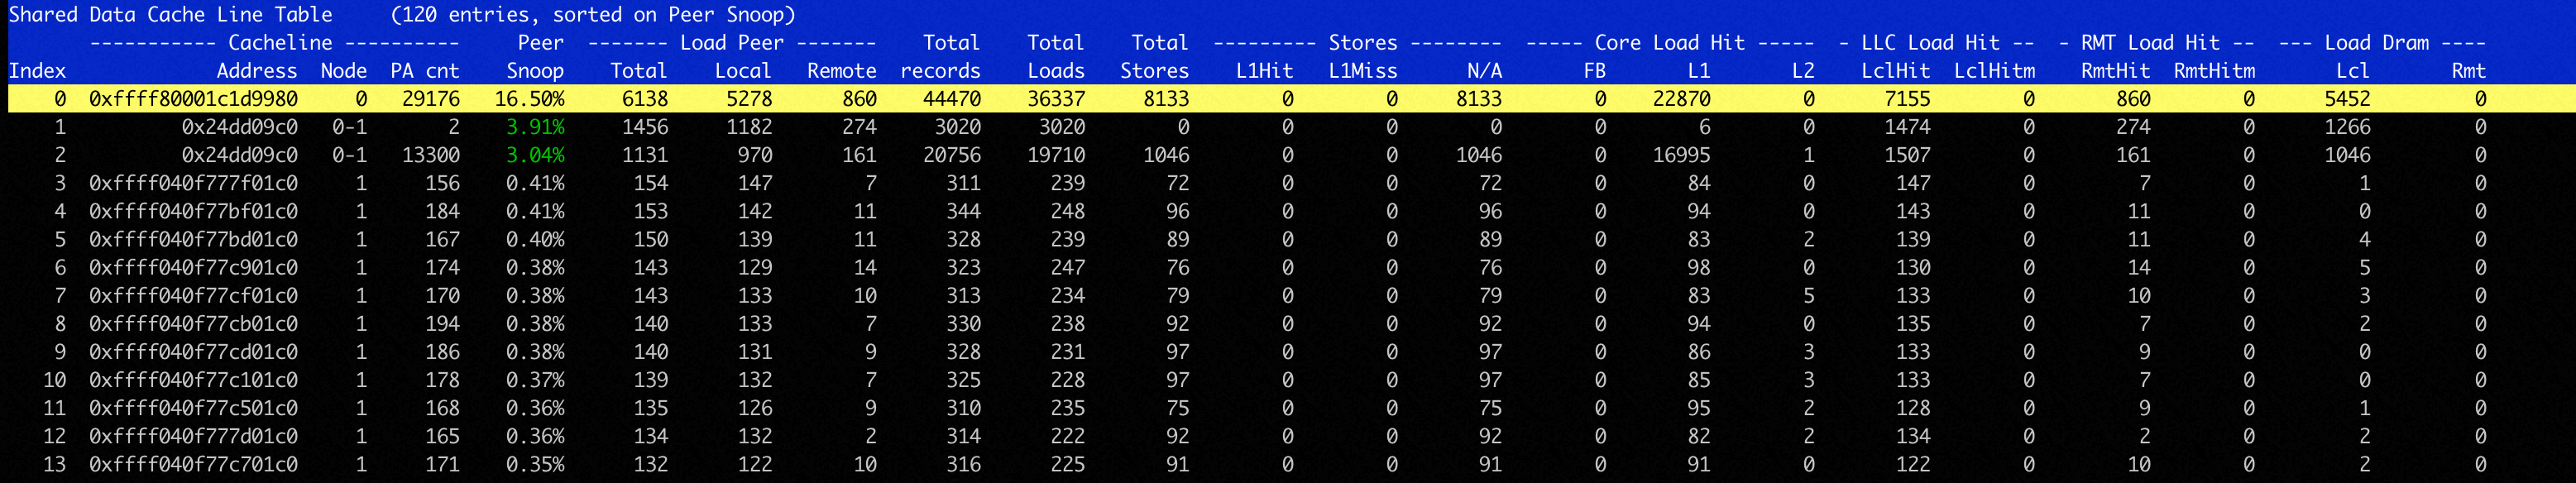 Shared Data Cache Line Table     (120 entries, sorted on Peer Snoop)
----------- Cacheline ----------     Peer  ------- Load Peer -------    Total    Total    Total  --------- Stores --------  ----- Core Load Hit -----  - LLC Load Hit --  - RMT Load Hit --  --- Load Dram ----
Index  Address  Node  PA cnt  Snoop  Total  Local  Remote  records  Loads  Stores  L1Hit  L1Miss  N/A  FB  L1  L2  LclHit  LclHitm  RmtHit  RmtHitm  Lcl  Rmt
0  0xffff80001c1d9980  0  29176  16.50%  6138  5278  860  44470  36337  8133  0  0  8133  0  22870  0  7155  0  860  0  5452  0
1  0x24dd09c0  0-1  2  3.91%  1456  1182  274  3020  3020  0  0  0  0  0  6  0  1474  0  274  0  1266  0
2  0x24dd09c0  0-1  13300  3.04%  1131  970  161  20756  19710  1046  0  0  1046  0  16995  1  1507  0  161  0  1046  0
3  0xffff040f777f01c0  1  156  0.41%  154  147  7  311  239  72  0  0  72  0  84  0  147  0  7  0  1  0
4  0xffff040f77bf01c0  1  184  0.41%  153  142  11  344  248  96  0  0  96  0  94  0  143  0  11  0  0  0
5  0xffff040f77bd01c0  1  167  0.40%  150  139  11  328  239  89  0  0  89  0  83  2  139  0  11  0  4  0
6  0xffff040f77c901c0  1  174  0.38%  143  129  14  323  247  76  0  0  76  0  98  0  130  0  14  0  5  0
7  0xffff040f77cf01c0  1  170  0.38%  143  133  10  313  234  79  0  0  79  0  83  5  133  0  10  0  3  0
8  0xffff040f77cb01c0  1  194  0.38%  140  133  7  330  238  92  0  0  92  0  94  0  135  0  7  0  2  0
9  0xffff040f77cd01c0  1  186  0.38%  140  131  9  328  231  97  0  0  97  0  86  3  133  0  9  0  0  0
10  0xffff040f77c101c0  1  178  0.37%  139  132  7  325  228  97  0  0  97  0  85  3  133  0  7  0  0  0
11  0xffff040f77c501c0  1  168  0.36%  135  126  9  310  235  75  0  0  75  0  95  2  128  0  9  0  1  0
12  0xffff040f777d01c0  1  165  0.36%  134  132  2  314  222  92  0  0  92  0  82  2  134  0  2  0  2  0
13  0xffff040f77c701c0  1  171  0.35%  132  122  10  316  225  91  0  0  91  0  91  0  122  0  10  0  2  0